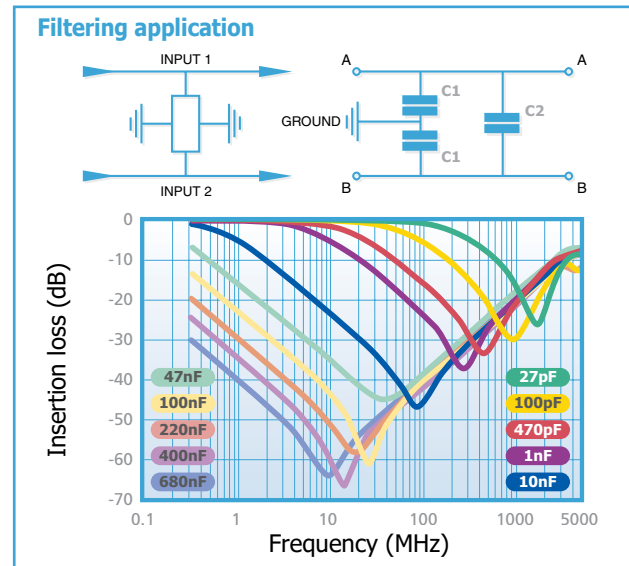 Filtering application
INPUT 1
INPUT 2
A A
C1
C2
GROUND
C1
B B
Insertion loss (dB)
0
-10
-20
-30
-40
-50
-60
-70
47nF
100nF
220nF
400nF
680nF
27pF
100pF
470pF
1nF
10nF
0.1 1 10 100 1000 5000
Frequency (MHz)